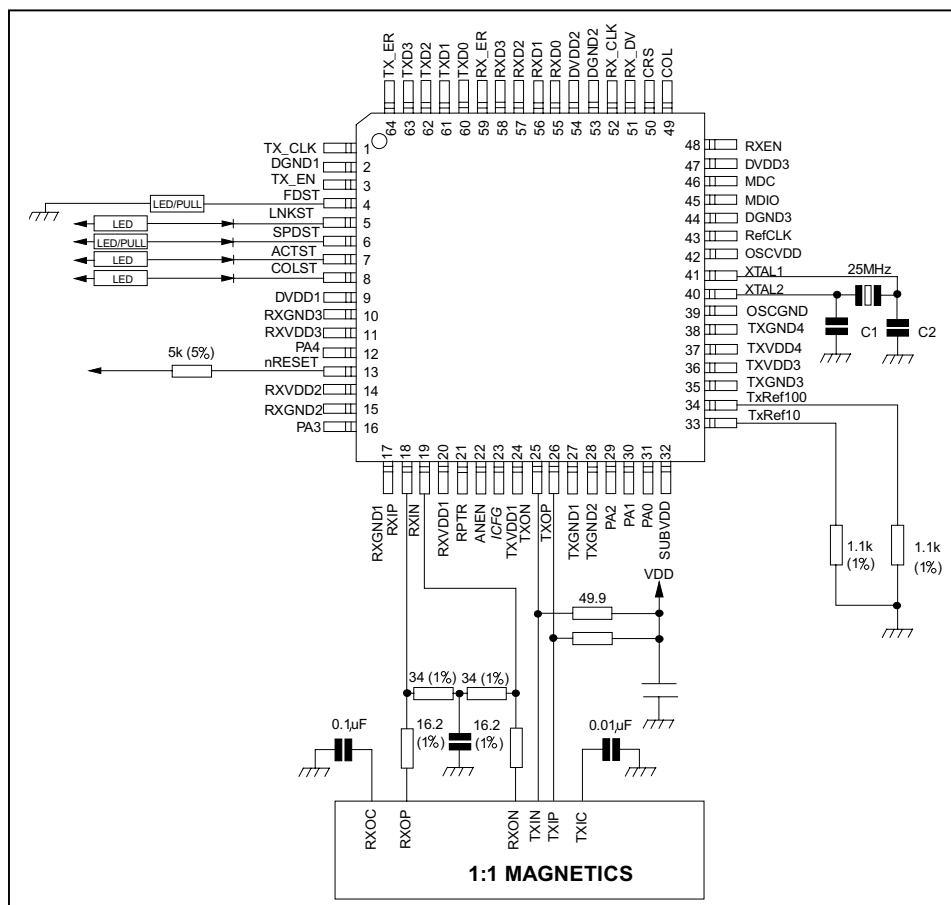 TX_ER
TXD3
TXD2
TXD1
TXD0
RX_ER
RXD3
RXD2
RXD1
RXD0
DVDD2
DGND2
RX_CLK
RX_DV
CRS
COL
64
63
62
61
60
59
58
57
56
55
54
53
52
51
50
49
TX_CLK
1
DGND1
2
TX_EN
3
FDST
4
LED/PULL
LNKST
5
LED
SPDST
6
LED/PULL
ACTST
7
LED
COLST
8
LED
DVDD1
9
RXGND3
10
RXVDD3
11
PA4
12
nRESET
13
5k (5%)
RXVDD2
14
RXGND2
15
PA3
16
48 RXEN
47 DVDD3
46 MDC
45 MDIO
44 DGND3
43 RefCLK
42 OSCVDD
41 XTAL1
25MHz
40 XTAL2
39 OSCGND
C1
C2
38 TXGND4
37 TXVDD4
36 TXVDD3
35 TXGND3
34 TxRef100
33 TxRef10
17
18
19
20
21
22
23
24
25
26
27
28
29
30
31
32
RXGND1
RXIP
RXIN
RXVDD1
RPTR
ANEN
ICFG
TXVDD1
TXON
TXOP
TXGND1
TXGND2
PA2
PA1
PA0
SUBVDD
1.1k
(1%)
1.1k
(1%)
VDD
49.9
34 (1%)
34 (1%)
0.1µF
16.2
(1%)
16.2
(1%)
0.01µF
RXOC
RXOP
RXON
TXIN
TXIP
TXIC
1:1 MAGNETICS